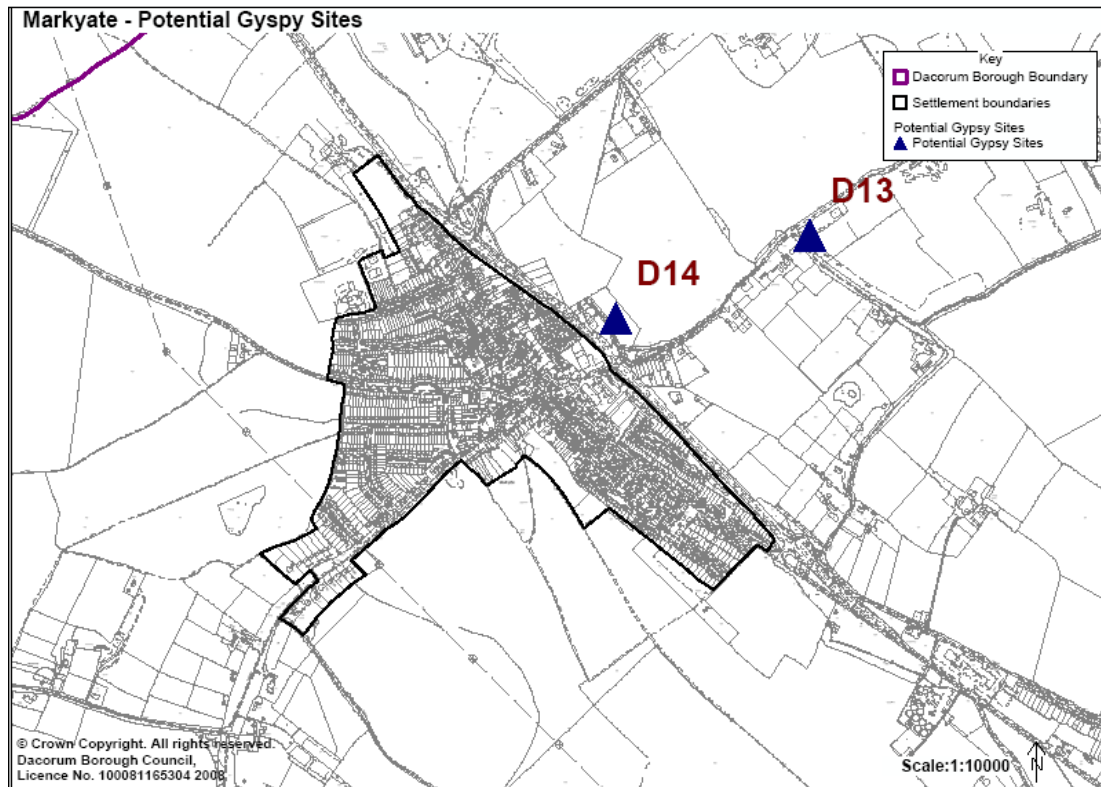 Markyate - Potential Gyspy Sites
Key
Dacorum Borough Boundary
Settlement boundaries
Potential Gypsy Sites
Potential Gypsy Sites
D13
D14
© Crown Copyright. All rights reserved.
Dacorum Borough Council,
Licence No. 100081165304 2008
Scale:1:10000
N